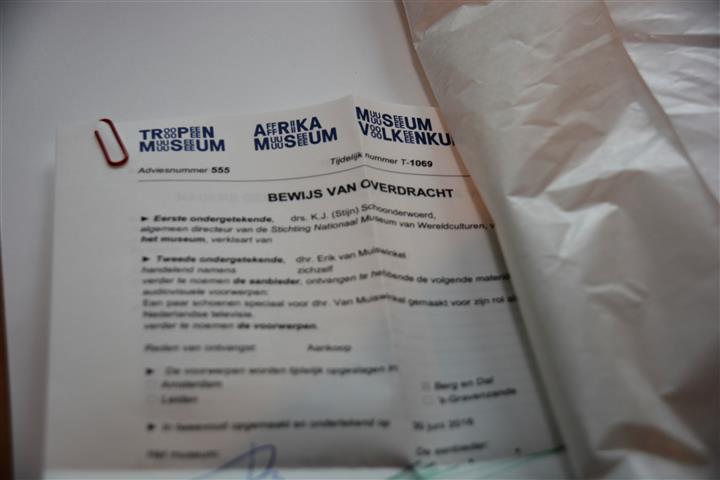 TROPEN MUSEUM
AFRIKA MUSEUM
MUSEUM VOLKENKU
Adviesnummer 555
Tijdelijk nummer T-1069
BEWIJS VAN OVERDRACHT
► Eerste ondergetekende, drs. K.J. (Stijn) Schoonderwoerd,
algemeen directeur van de Stichting Nationaal Museum van Wereldculturen, v
het museum, verklaart van
► Tweede ondergetekende, dhr. Erik van Muiswinkel
handelend namens zichzelf
verder te noemen de aanbieder, ontvangen te hebbende de volgende materi
audiovisuele voorwerpen:
Een paar schoenen speciaal voor dhr. Van Muiswinkel gemaakt voor zijn rol al
Nederlandse televisie.
verder te noemen de voorwerpen.
Reden van ontvangst: Aankoop
► De voorwerpen worden tijdelijk opgeslagen in:
Amsterdam
Berg en Dal
Leiden
's-Gravenzande
► In tweevoud opgemaakt en ondertekend op 30 juni 2016
Het museum:
De aanbieder: